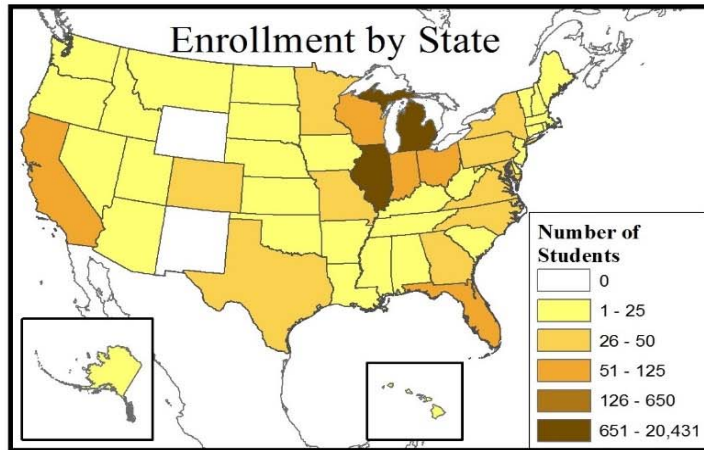 Enrollment by State
Number of
Students
0
1 - 25
26 - 50
51 - 125
126 - 650
651 - 20,431